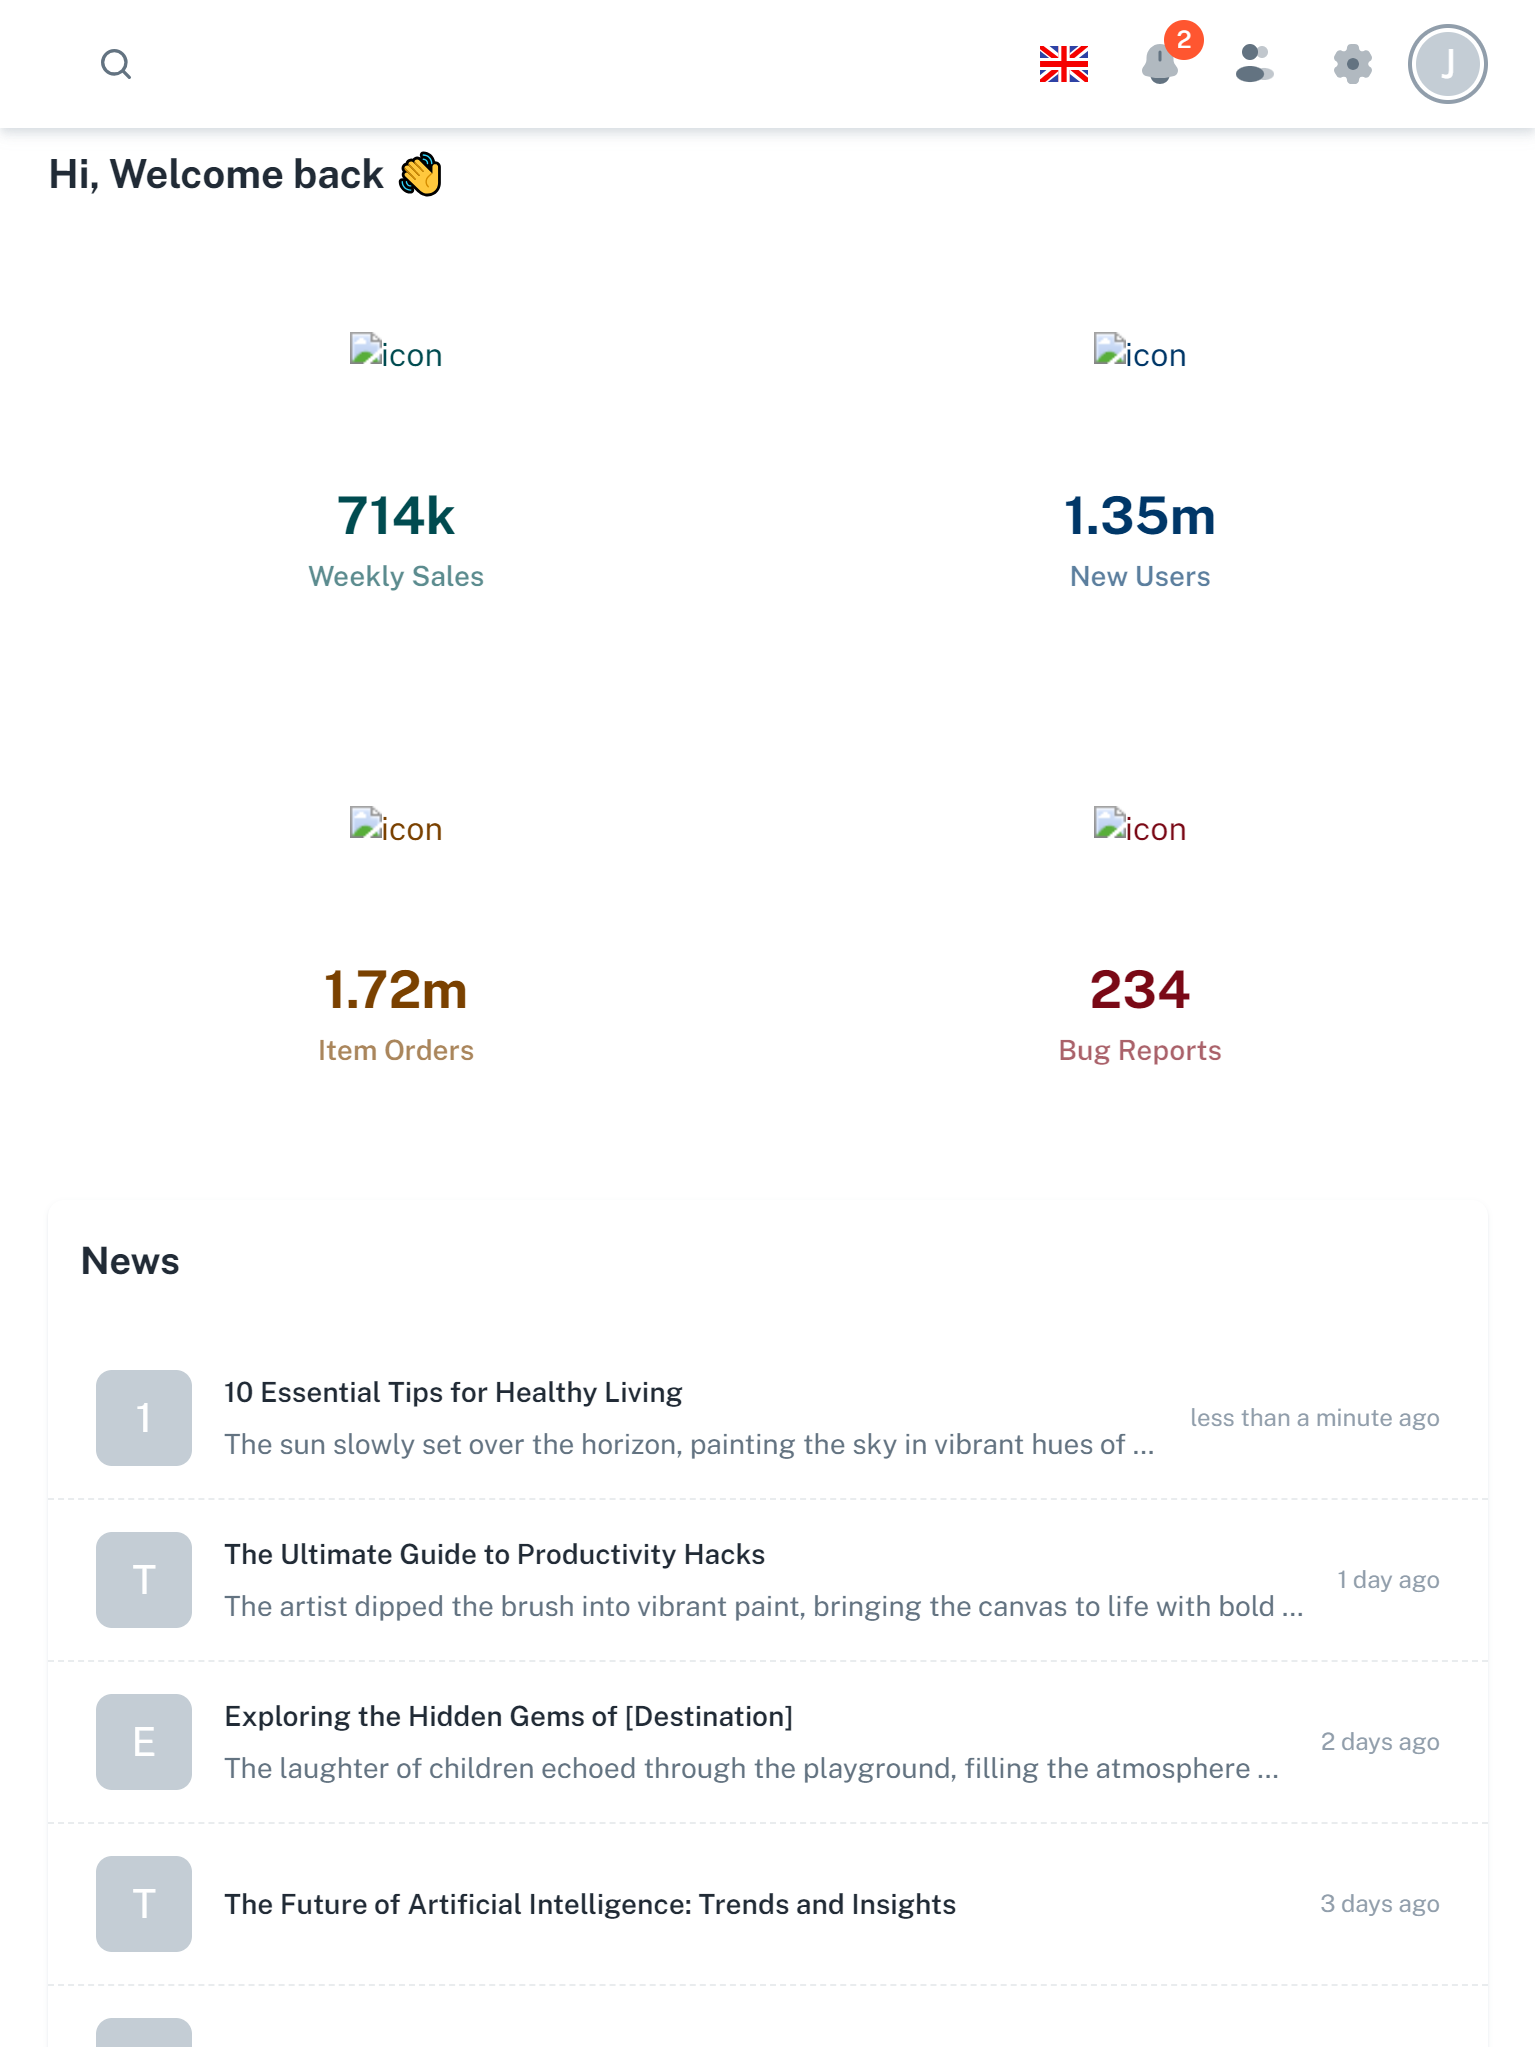 2
J
Hi, Welcome back 👋
icon
icon
714k
1.35m
Weekly Sales
New Users
icon
icon
1.72m
234
Item Orders
Bug Reports
News
1
10 Essential Tips for Healthy Living
The sun slowly set over the horizon, painting the sky in vibrant hues of ...
less than a minute ago
T
The Ultimate Guide to Productivity Hacks
The artist dipped the brush into vibrant paint, bringing the canvas to life with bold ...
1 day ago
E
Exploring the Hidden Gems of [Destination]
The laughter of children echoed through the playground, filling the atmosphere ...
2 days ago
T
The Future of Artificial Intelligence: Trends and Insights
3 days ago